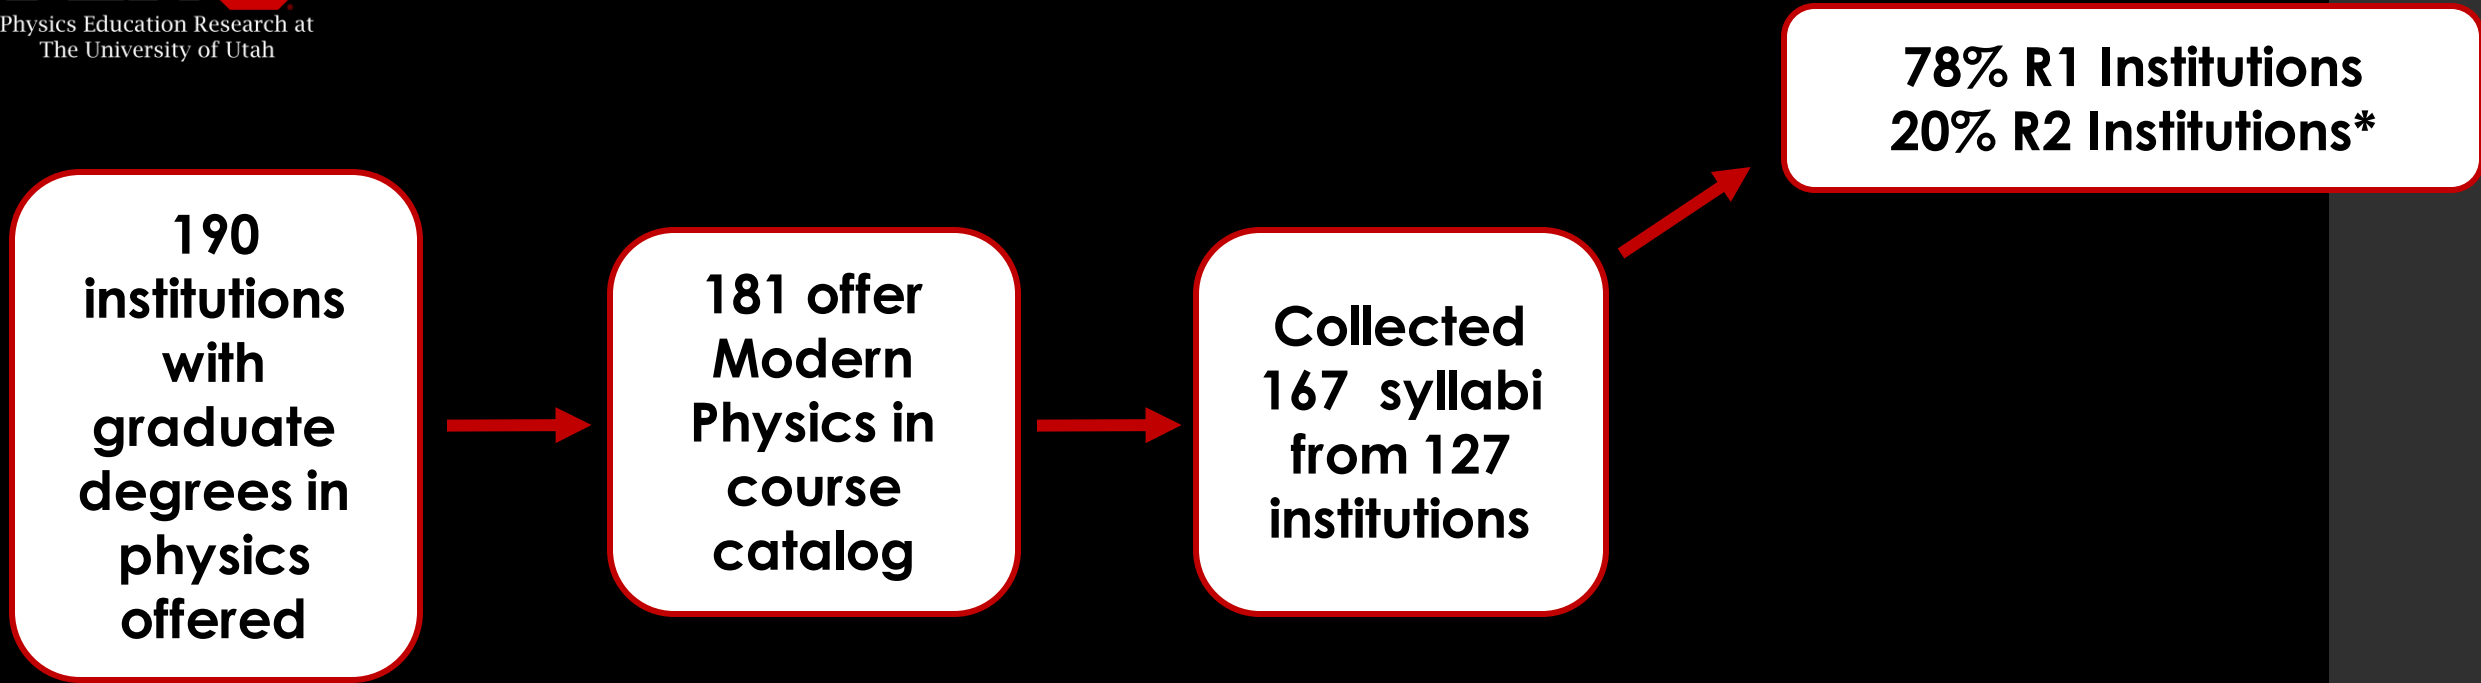 Physics Education Research at
The University of Utah
78% R1 Institutions
20% R2 Institutions*
190
institutions
with
graduate
degrees in
physics
offered
181 offer
Modern
Physics in
course
catalog
Collected
167 syllabi
from 127
institutions